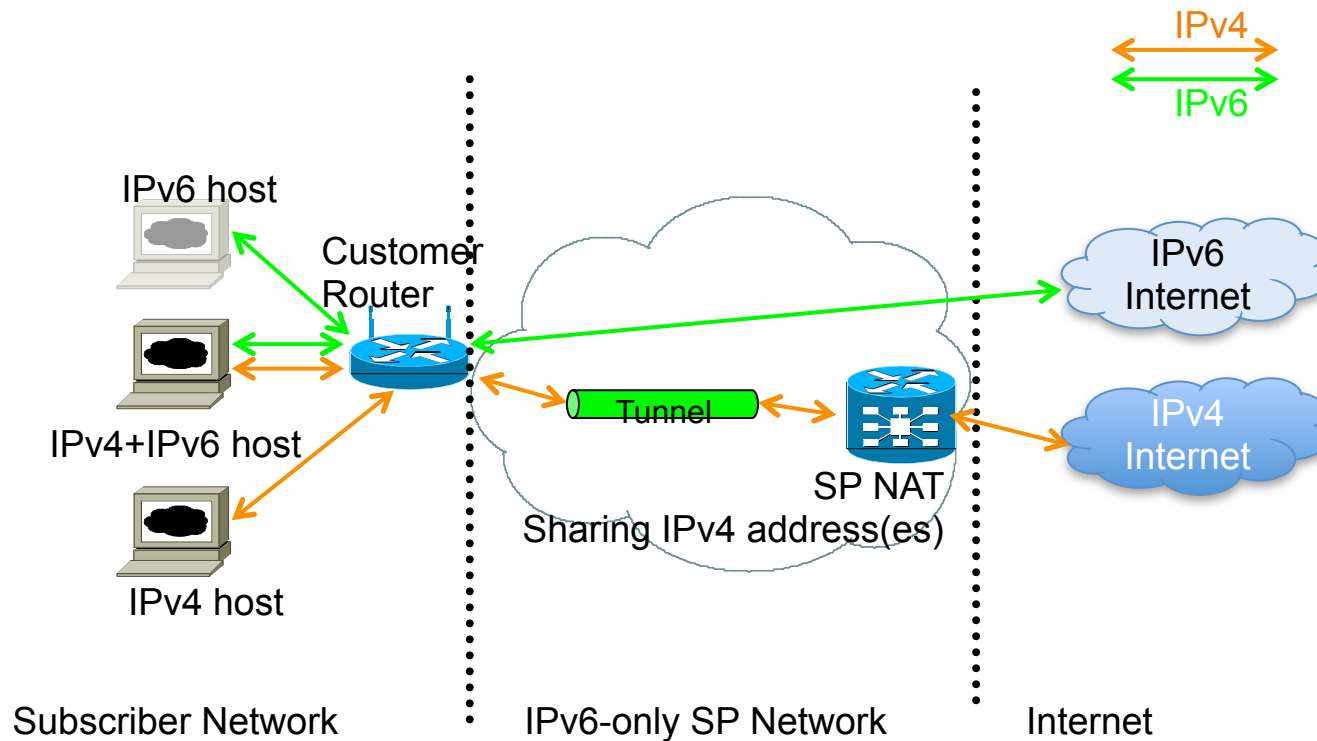 IPv4
IPv6
IPv6 host
Customer
Router
IPv6
Internet
Tunnel
IPv4
Internet
IPv4+IPv6 host
SP NAT
Sharing IPv4 address(es)
IPv4 host
Subscriber Network
IPv6-only SP Network
Internet